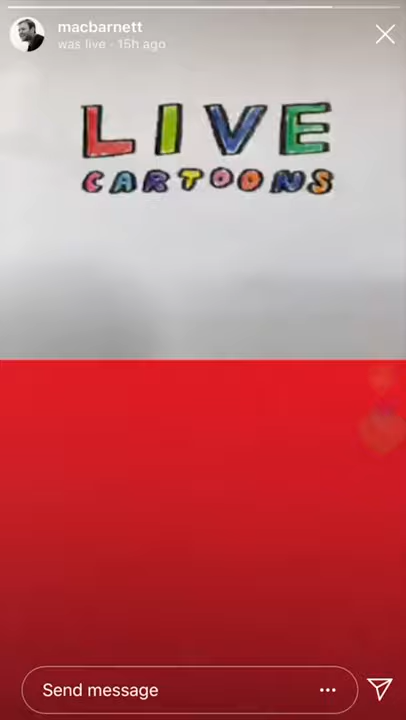 macbarnett
was live · 15h ago
LIVE
CARTOONS
Send message